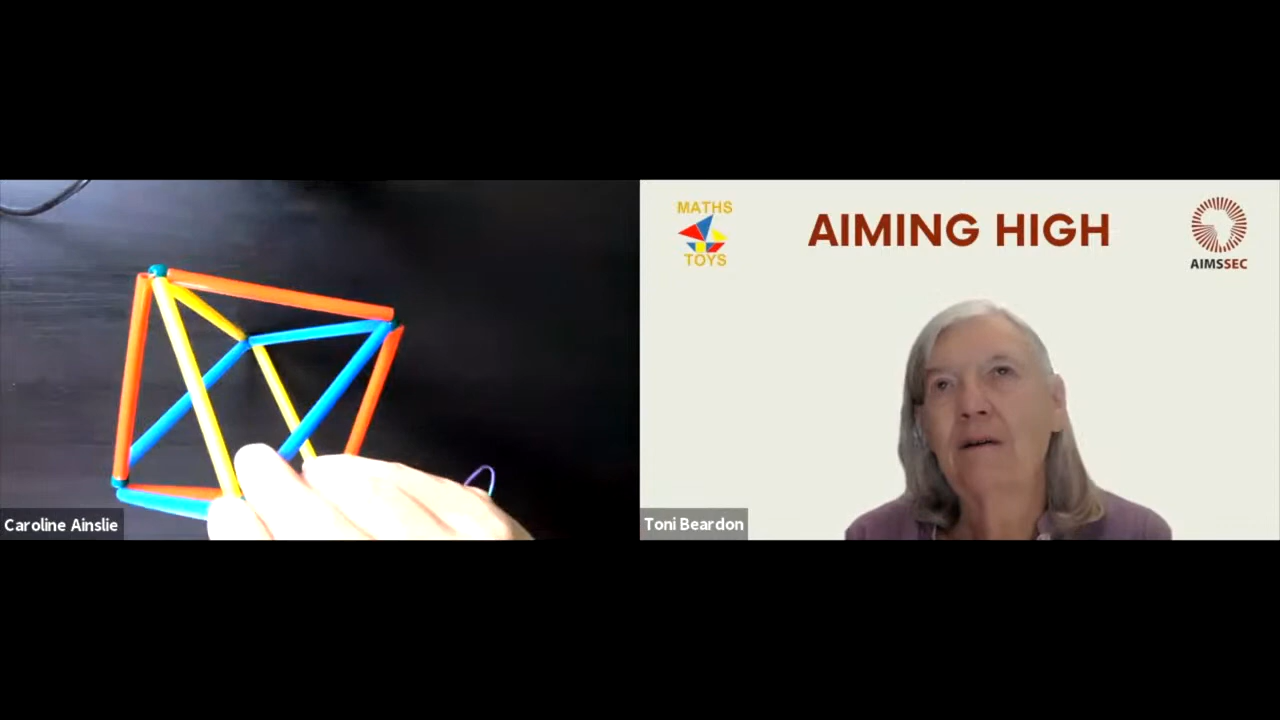 MATHS
TOYS
AIMING HIGH
AIMSSEC
Caroline Ainslie
Toni Beardon